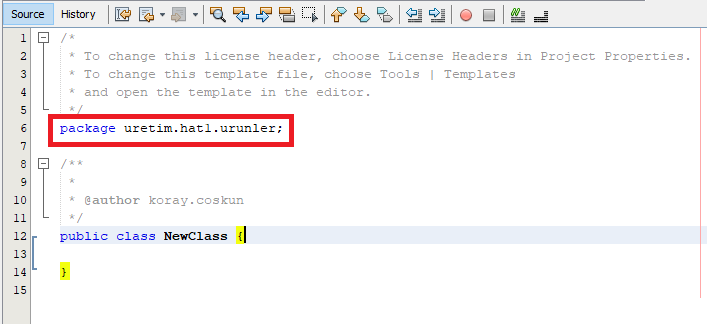 Source
History
1 /*
2 * To change this license header, choose License Headers in Project Properties.
3 * To change this template file, choose Tools | Templates
4 * and open the template in the editor.
5 */
6 package uretim.hat1.urunler;
7
8 /**
9 *
10 * @author koray.coskun
11 */
12 public class NewClass {
13
14 }
15